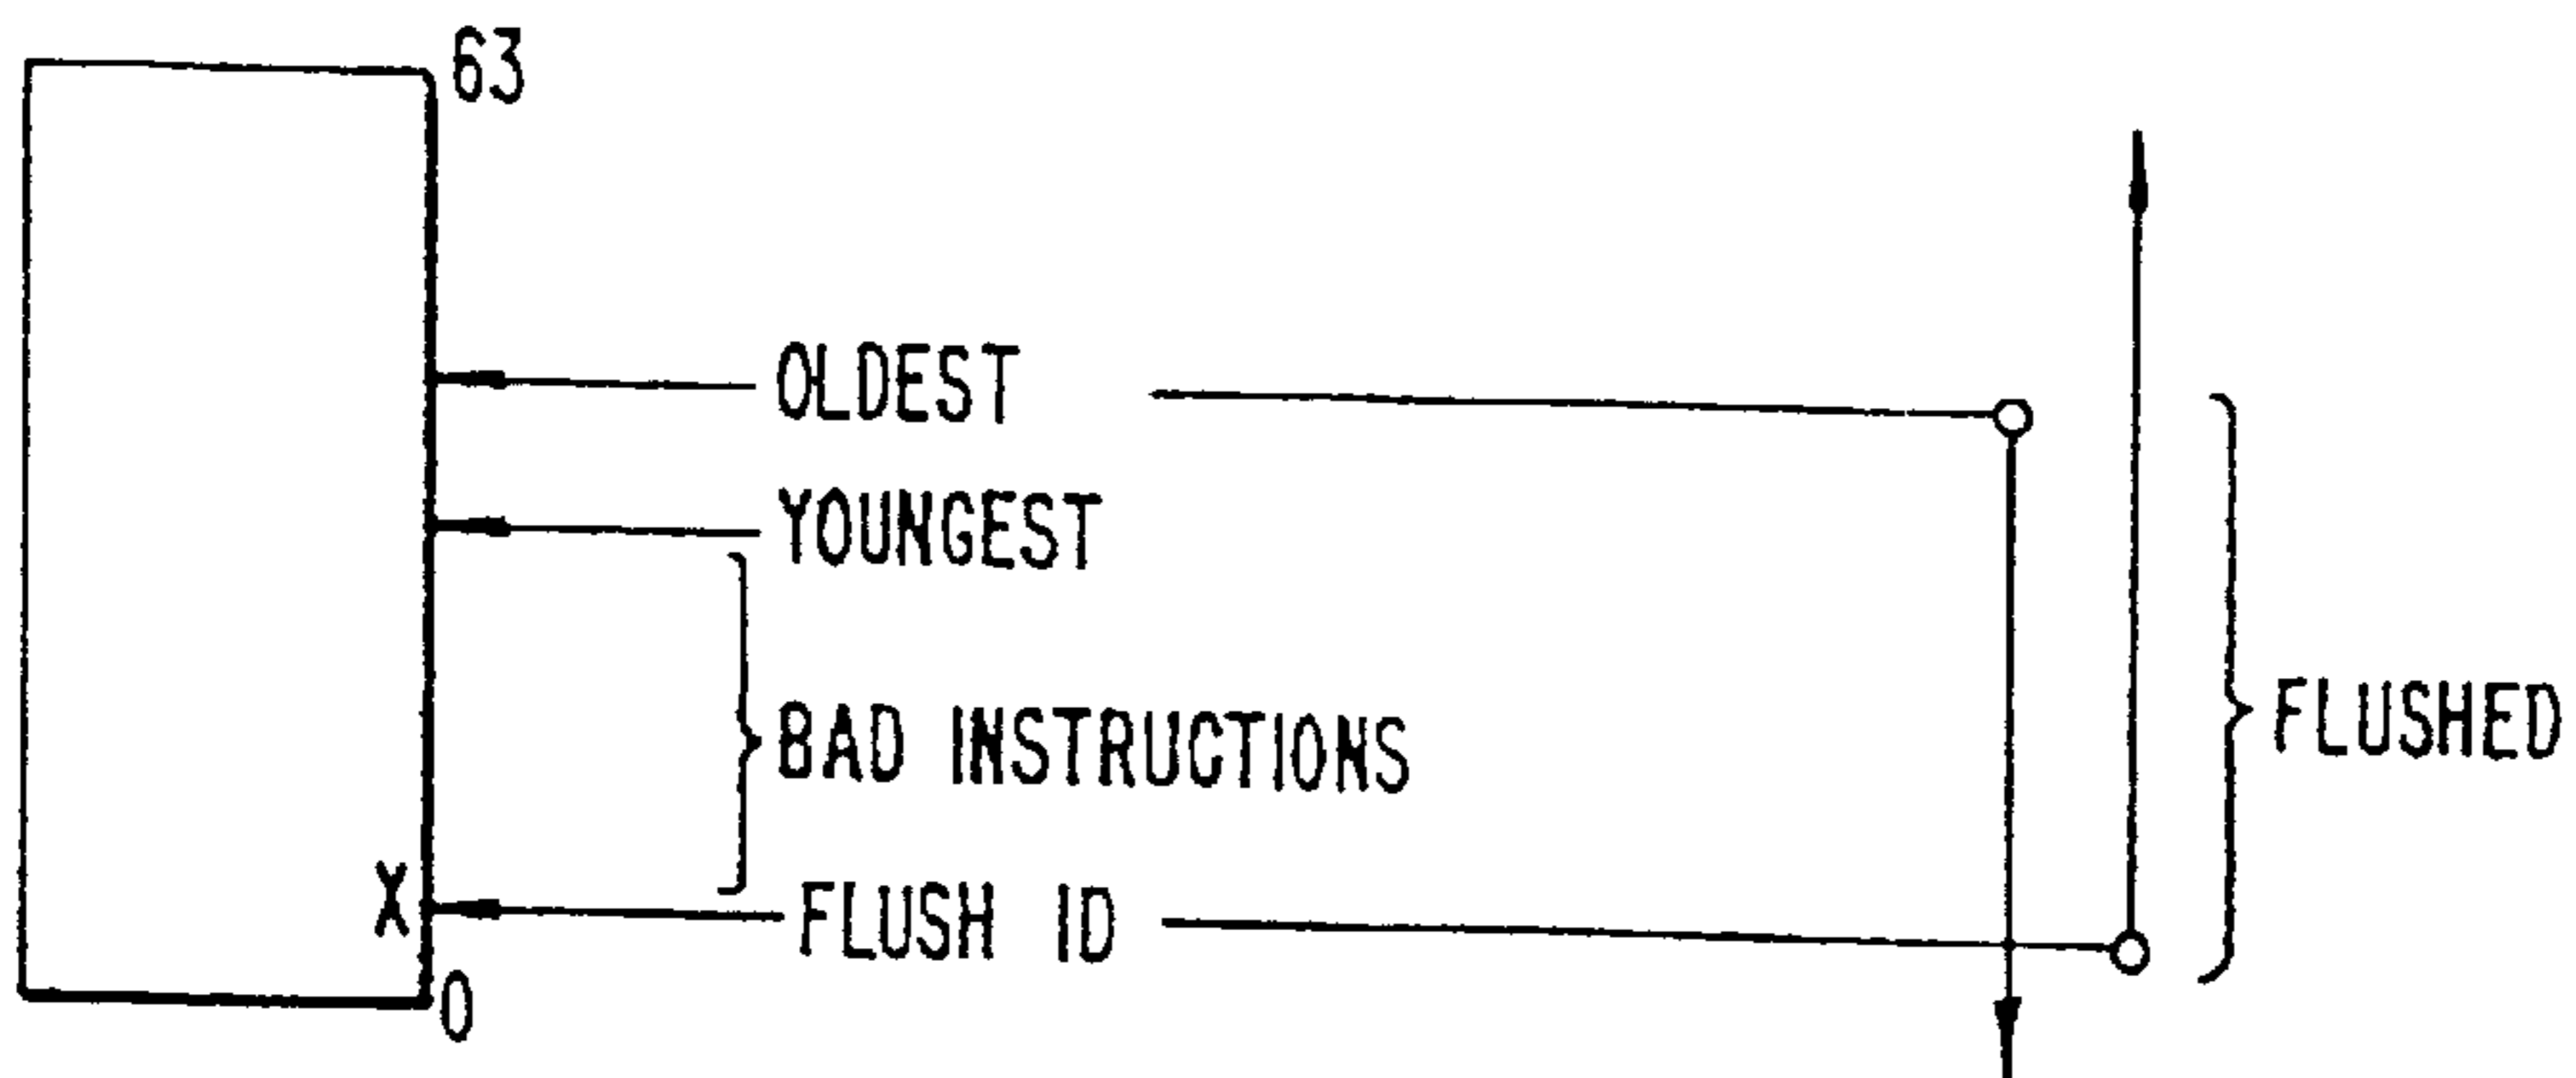 63
OLDEST
YOUNGEST
BAD INSTRUCTIONS
FLUSHED
X
FLUSH ID
0